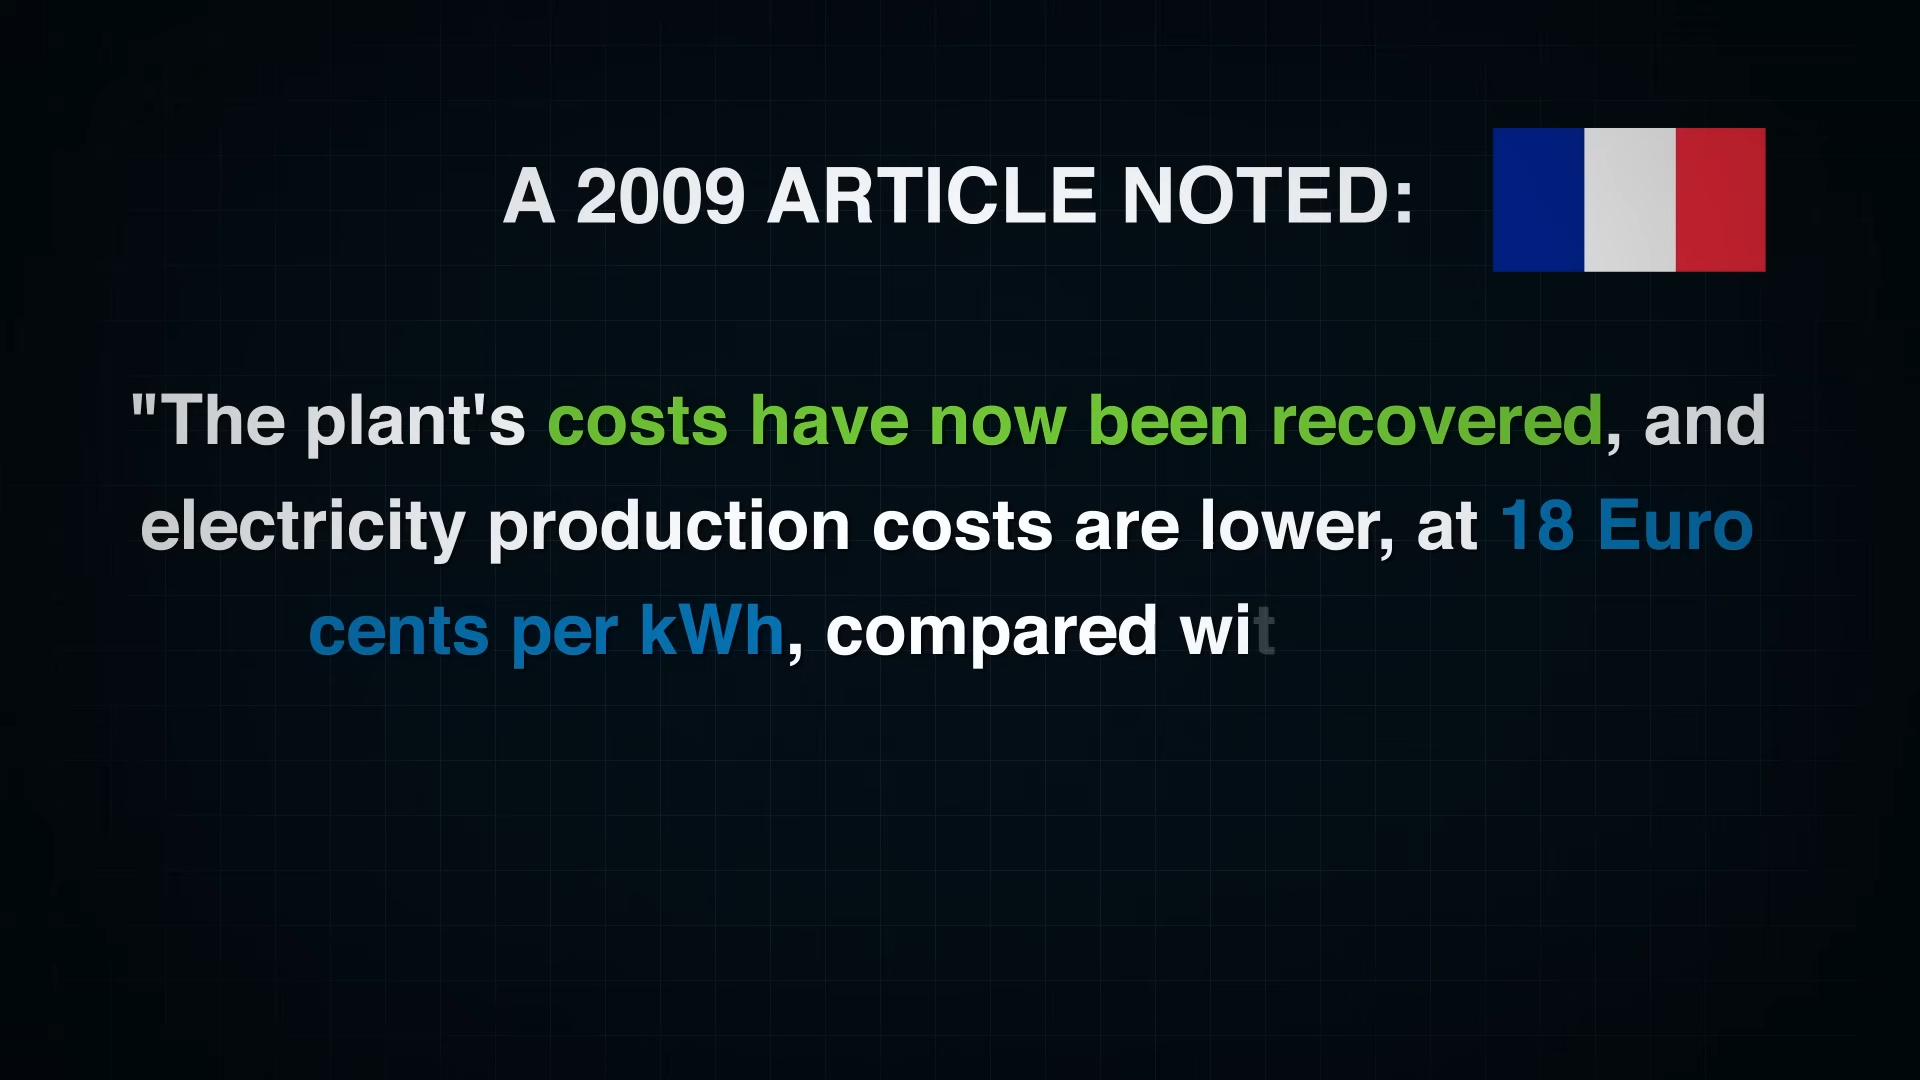 A 2009 ARTICLE NOTED:
"The plant's costs have now been recovered, and
electricity production costs are lower, at 18 Euro
cents per kWh, compared wit